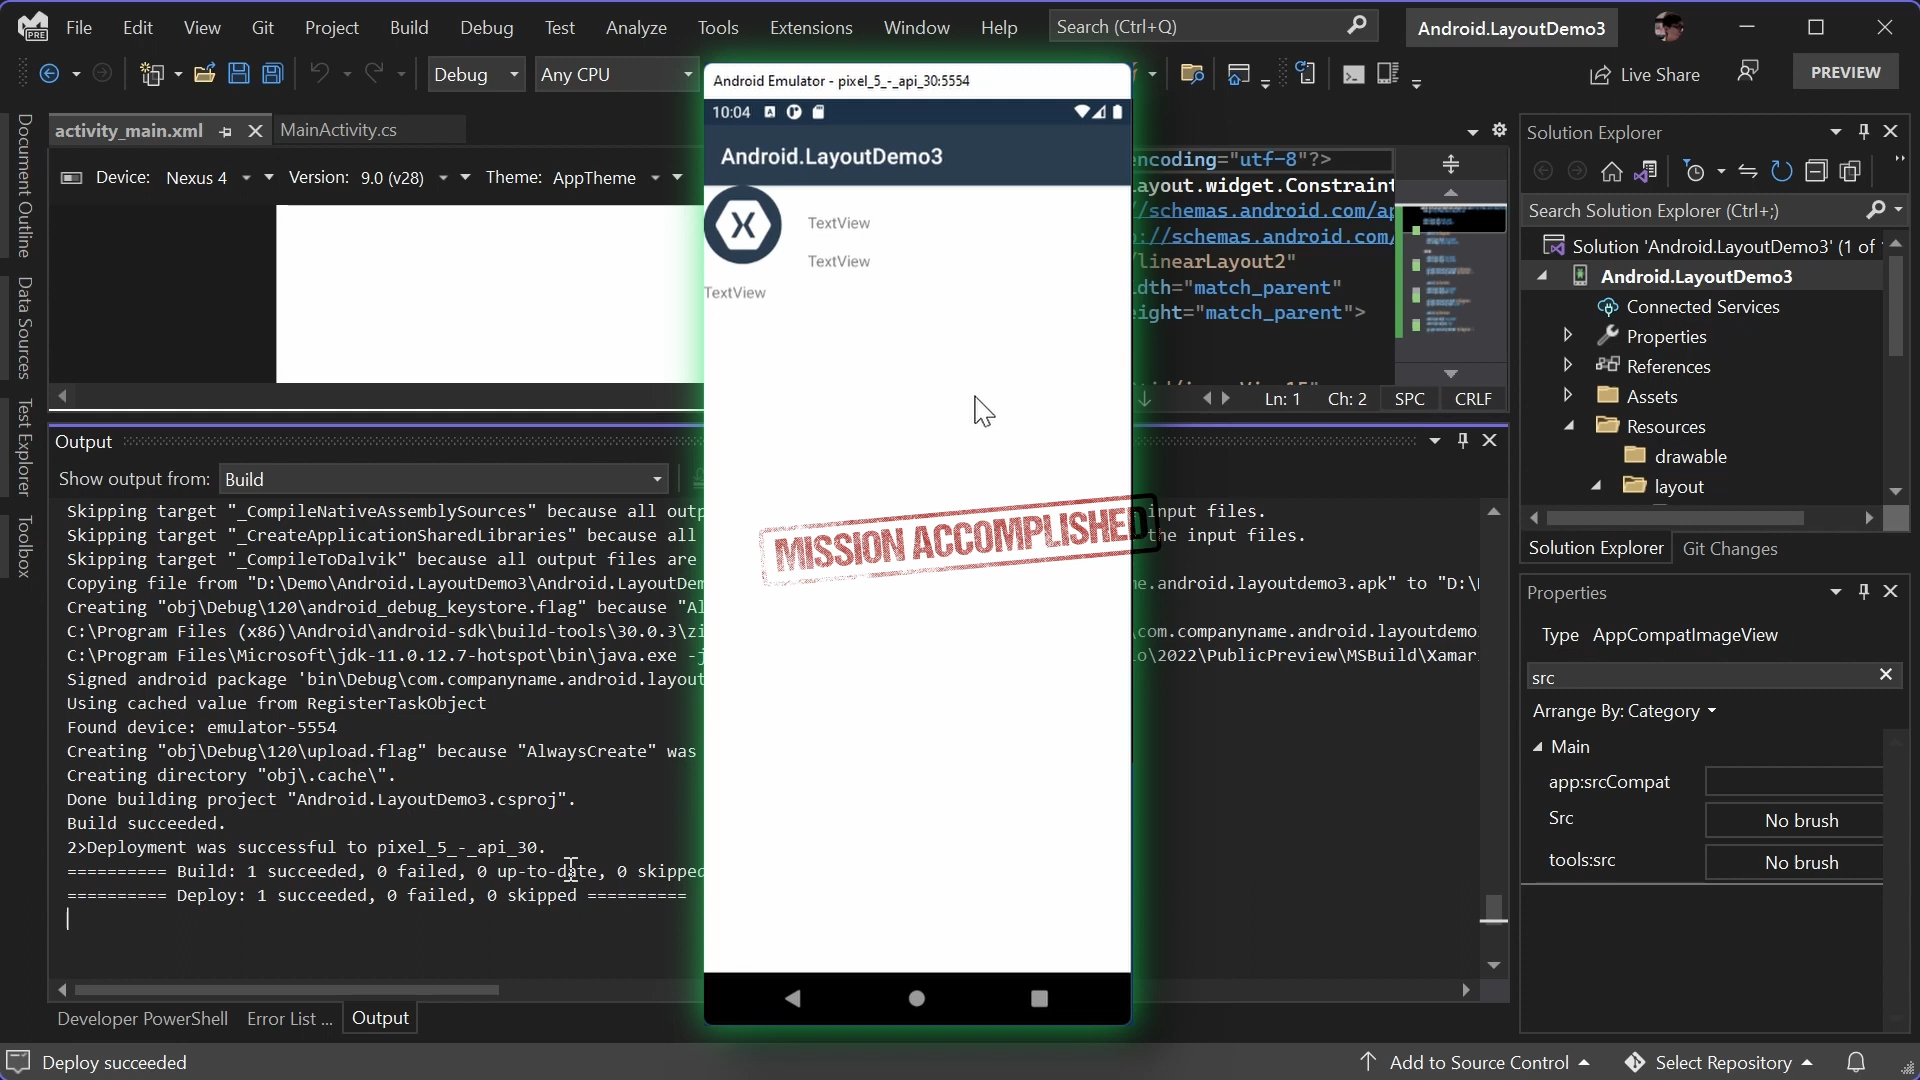 File Edit View Git Project Build Debug Test Analyze Tools Extensions Window Help Search (Ctrl+Q) Android.LayoutDemo3
PRE
Debug Any CPU Live Share PREVIEW
Document Outline
Data Sources
Test Explorer
Toolbox
activity_main.xml MainActivity.cs
Device: Nexus 4 Version: 9.0 (v28) Theme: AppTheme
encoding="utf-8"?>
ayout.widget.Constraint
/schemas.android.com/ap
://schemas.android.com/
/linearLayout2"
dth="match_parent"
eight="match_parent">
Ln: 1 Ch: 2 SPC CRLF
Android Emulator - pixel_5_-_api_30:5554
10:04
Android.LayoutDemo3
TextView
TextView
TextView
MISSION ACCOMPLISHED
Output
Show output from: Build
Skipping target "_CompileNativeAssemblySources" because all outp input files.
Skipping target "_CreateApplicationSharedLibraries" because all the input files.
Skipping target "_CompileToDalvik" because all output files are
Copying file from "D:\Demo\Android.LayoutDemo3\Android.LayoutDem e.android.layoutdemo3.apk" to "D:\
Creating "obj\Debug\120\android_debug_keystore.flag" because "Al
C:\Program Files (x86)\Android\android-sdk\build-tools\30.0.3\zi \com.companyname.android.layoutdemo
C:\Program Files\Microsoft\jdk-11.0.12.7-hotspot\bin\java.exe -j o\2022\PublicPreview\MSBuild\Xamar
Signed android package 'bin\Debug\com.companyname.android.layout
Using cached value from RegisterTaskObject
Found device: emulator-5554
Creating "obj\Debug\120\upload.flag" because "AlwaysCreate" was
Creating directory "obj\.cache\".
Done building project "Android.LayoutDemo3.csproj".
Build succeeded.
2>Deployment was successful to pixel_5_-_api_30.
========== Build: 1 succeeded, 0 failed, 0 up-to-date, 0 skipped
========== Deploy: 1 succeeded, 0 failed, 0 skipped ==========
Developer PowerShell Error List ... Output
Solution Explorer
Search Solution Explorer (Ctrl+;)
Solution 'Android.LayoutDemo3' (1 of
Android.LayoutDemo3
Connected Services
Properties
References
Assets
Resources
drawable
layout
Solution Explorer Git Changes
Properties
Type AppCompatImageView
src
Arrange By: Category
Main
app:srcCompat
Src No brush
tools:src No brush
Deploy succeeded Add to Source Control Select Repository